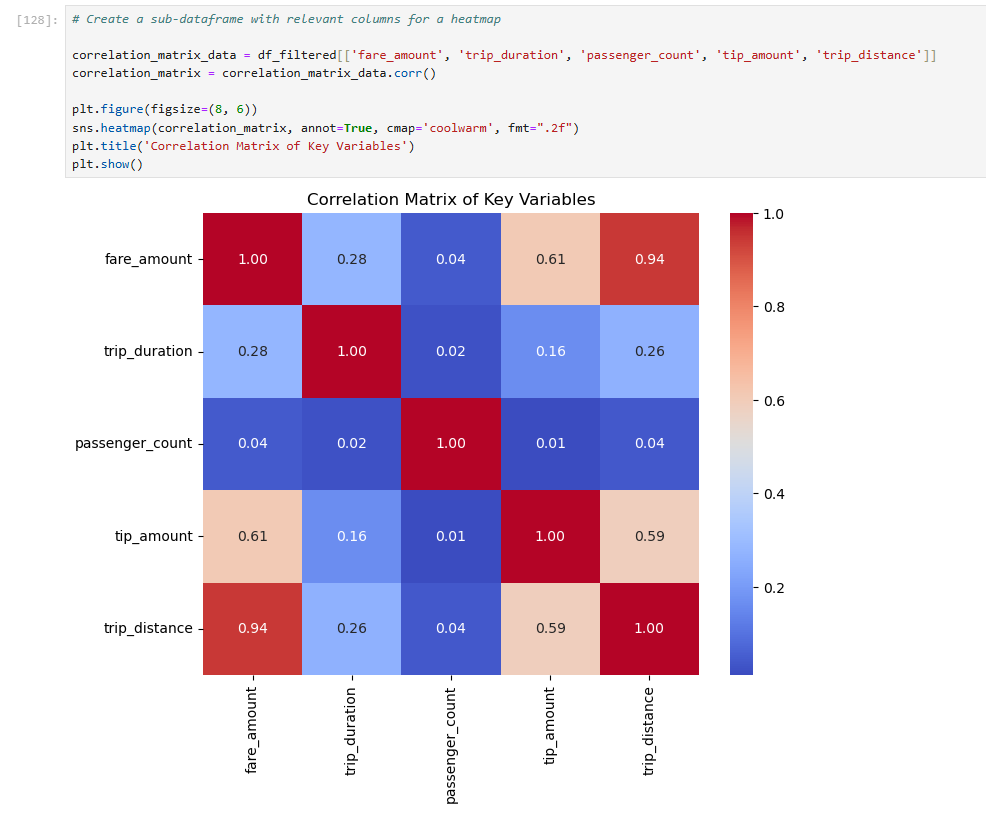 [128]:
# Create a sub-dataframe with relevant columns for a heatmap
correlation_matrix_data = df_filtered[['fare_amount', 'trip_duration', 'passenger_count', 'tip_amount', 'trip_distance']]
correlation_matrix = correlation_matrix_data.corr()
plt.figure(figsize=(8, 6))
sns.heatmap(correlation_matrix, annot=True, cmap='coolwarm', fmt=".2f")
plt.title('Correlation Matrix of Key Variables')
plt.show()
Correlation Matrix of Key Variables
fare_amount 1.00 0.28 0.04 0.61 0.94
trip_duration 0.28 1.00 0.02 0.16 0.26
passenger_count 0.04 0.02 1.00 0.01 0.04
tip_amount 0.61 0.16 0.01 1.00 0.59
trip_distance 0.94 0.26 0.04 0.59 1.00
fare_amount
trip_duration
passenger_count
tip_amount
trip_distance
1.0
0.8
0.6
0.4
0.2